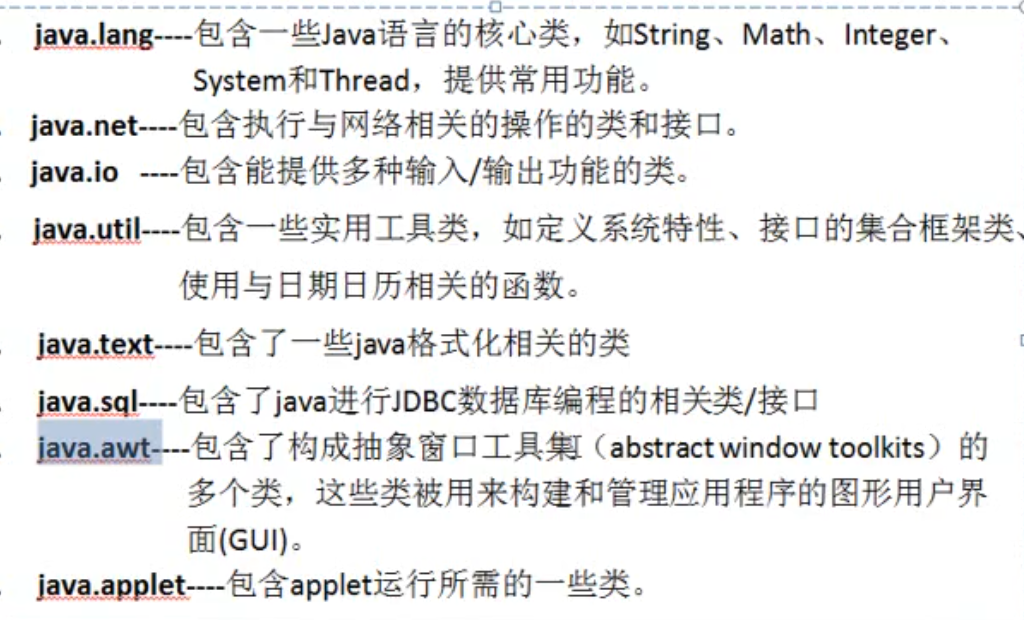 java.lang----包含一些Java语言的核心类，如String、Math、Integer、
System和Thread，提供常用功能。
java.net----包含执行与网络相关的操作的类和接口。
java.io ----包含能提供多种输入/输出功能的类。
java.util----包含一些实用工具类，如定义系统特性、接口的集合框架类、
使用与日期日历相关的函数。
java.text----包含了一些java格式化相关的类
java.sql----包含了java进行JDBC数据库编程的相关类/接口
java.awt----包含了构成抽象窗口工具集（abstract window toolkits）的
多个类，这些类被用来构建和管理应用程序的图形用户界
面(GUI)。
java.applet----包含applet运行所需的一些类。